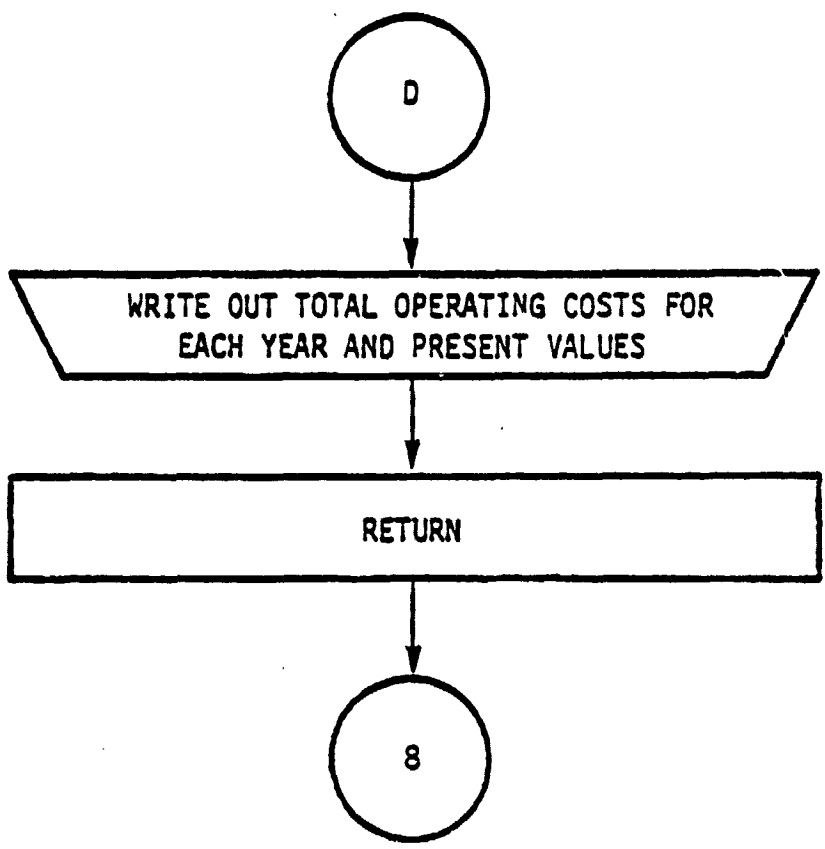 D
WRITE OUT TOTAL OPERATING COSTS FOR
EACH YEAR AND PRESENT VALUES
RETURN
8